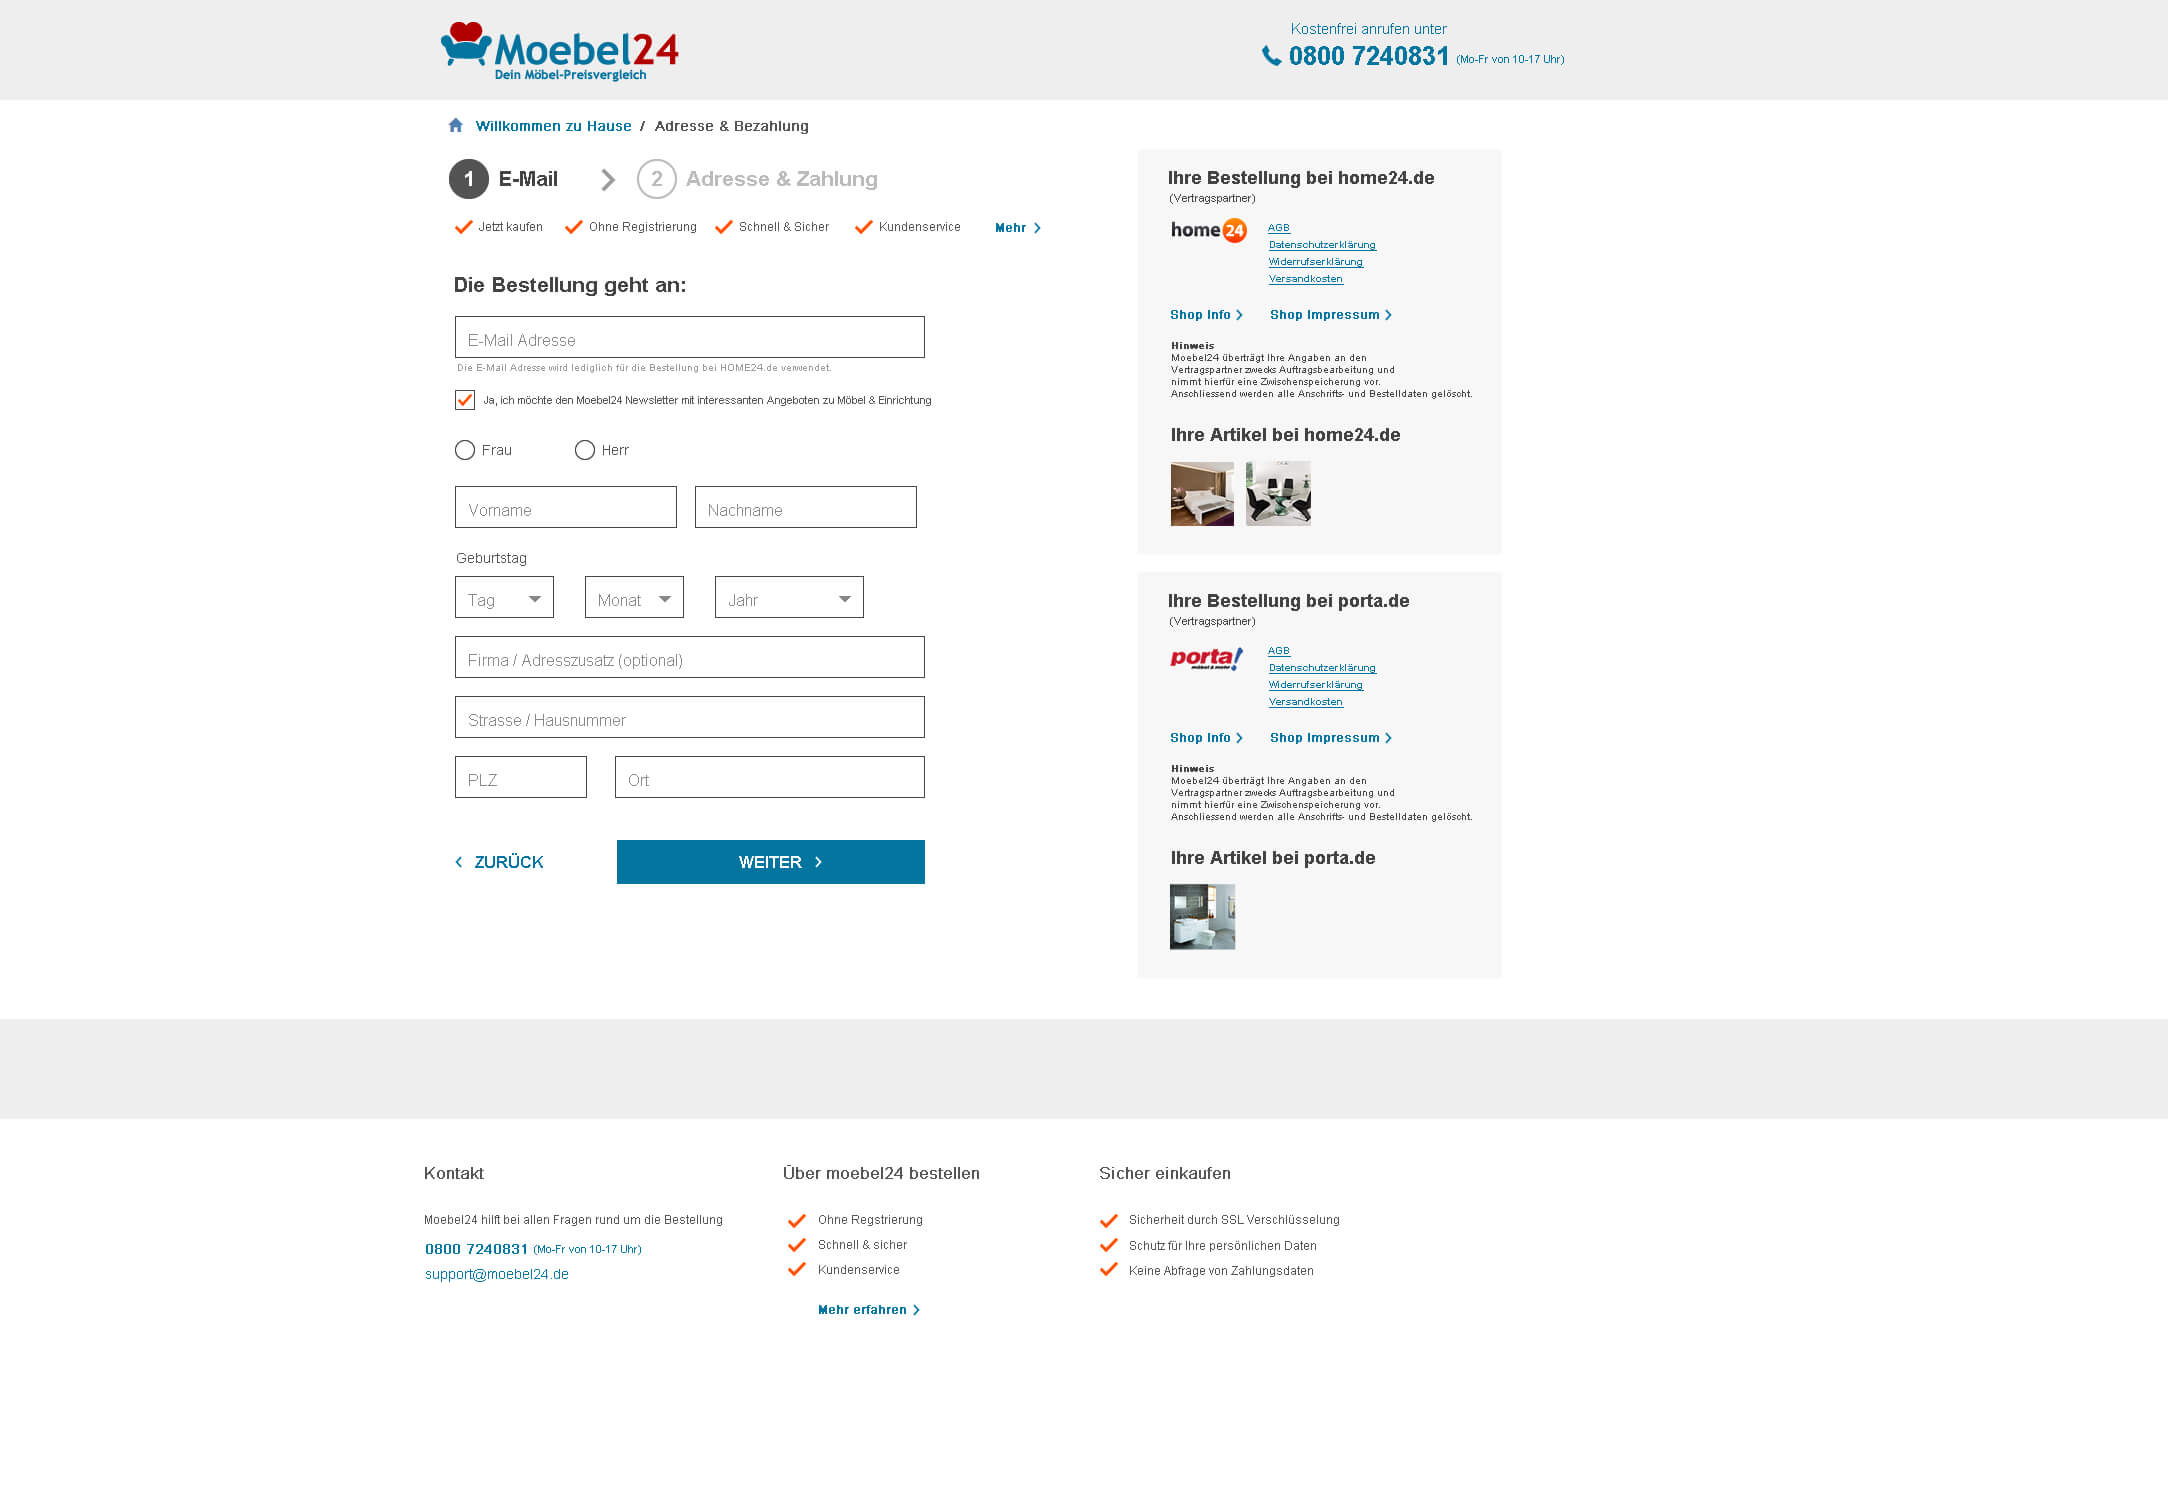 Moebel24
Dein Möbel-Preisvergleich
Kostenfrei anrufen unter
0800 7240831 (Mo-Fr von 10-17 Uhr)
Willkommen zu Hause / Adresse & Bezahlung
1 E-Mail 2 Adresse & Zahlung
Jetzt kaufen Ohne Registrierung Schnell & Sicher Kundenservice Mehr
Die Bestellung geht an:
E-Mail Adresse
Die E-Mail Adresse wird lediglich für die Bestellung bei HOME24.de verwendet.
Ja, ich möchte den Moebel24 Newsletter mit interessanten Angeboten zu Möbel & Einrichtung
Frau Herr
Vorname Nachname
Geburtstag
Tag Monat Jahr
Firma / Adresszusatz (optional)
Strasse / Hausnummer
PLZ Ort
ZURÜCK WEITER
Ihre Bestellung bei home24.de
(Vertragspartner)
home24
AGB
Datenschutzerklärung
Widerrufserklärung
Versandkosten
Shop Info Shop Impressum
Hinweis
Moebel24 überträgt Ihre Angaben an den
Vertragspartner zwecks Auftragsbearbeitung und
nimmt hierfür eine Zwischenspeicherung vor.
Anschliessend werden alle Anschrifts- und Bestelldaten gelöscht.
Ihre Artikel bei home24.de
Ihre Bestellung bei porta.de
(Vertragspartner)
porta!
möbel & mehr
AGB
Datenschutzerklärung
Widerrufserklärung
Versandkosten
Shop Info Shop Impressum
Hinweis
Moebel24 überträgt Ihre Angaben an den
Vertragspartner zwecks Auftragsbearbeitung und
nimmt hierfür eine Zwischenspeicherung vor.
Anschliessend werden alle Anschrifts- und Bestelldaten gelöscht.
Ihre Artikel bei porta.de
Kontakt
Moebel24 hilft bei allen Fragen rund um die Bestellung
0800 7240831 (Mo-Fr von 10-17 Uhr)
support@moebel24.de
Über moebel24 bestellen
Ohne Regstrierung
Schnell & sicher
Kundenservice
Mehr erfahren
Sicher einkaufen
Sicherheit durch SSL Verschlüsselung
Schutz für Ihre persönlichen Daten
Keine Abfrage von Zahlungsdaten